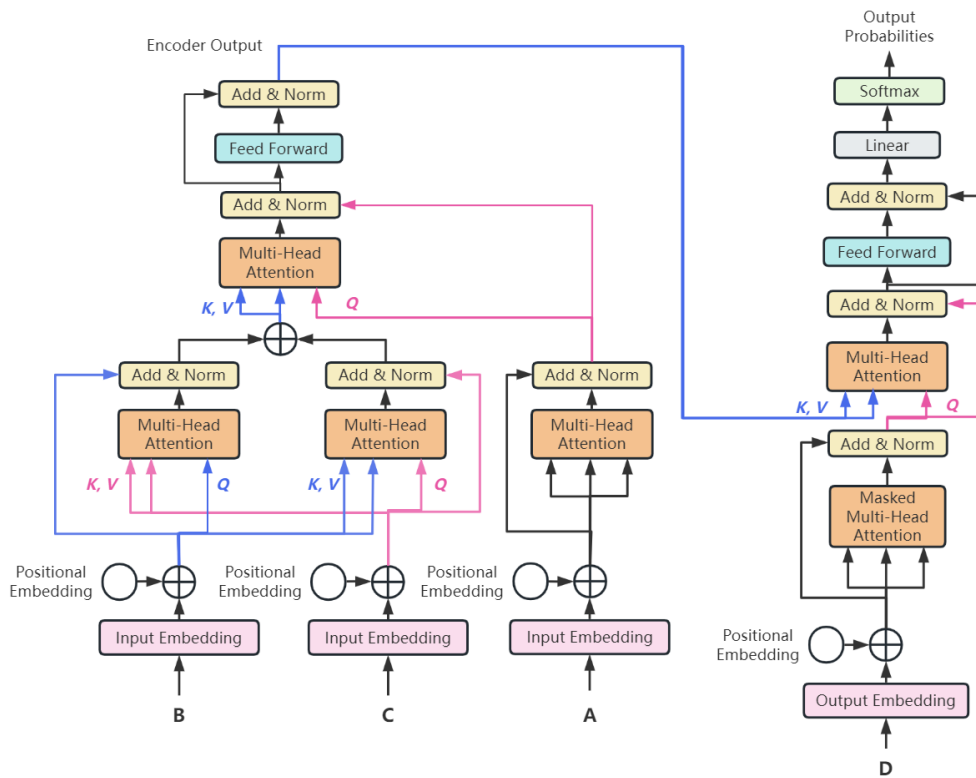 Encoder Output
Add & Norm
Feed Forward
Add & Norm
Multi-Head
Attention
K, V
Q
Add & Norm
Multi-Head
Attention
K, V
Q
Add & Norm
Multi-Head
Attention
K, V
Q
Add & Norm
Multi-Head
Attention
Positional
Embedding
Positional
Embedding
Positional
Embedding
Input Embedding
Input Embedding
Input Embedding
B
C
A
Output
Probabilities
Softmax
Linear
Add & Norm
Feed Forward
Add & Norm
Multi-Head
Attention
K, V
Q
Add & Norm
Masked
Multi-Head
Attention
Positional
Embedding
Output Embedding
D